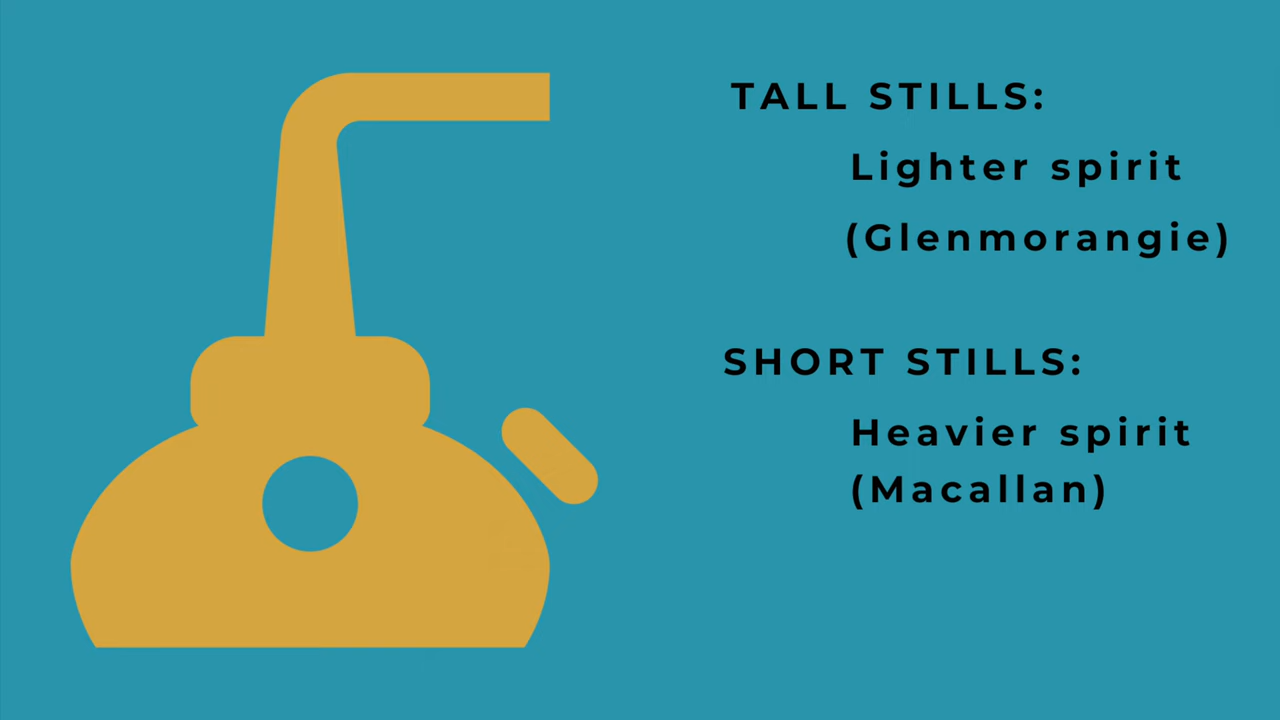 TALL STILLS:
Lighter spirit
(Glenmorangie)
SHORT STILLS:
Heavier spirit
(Macallan)